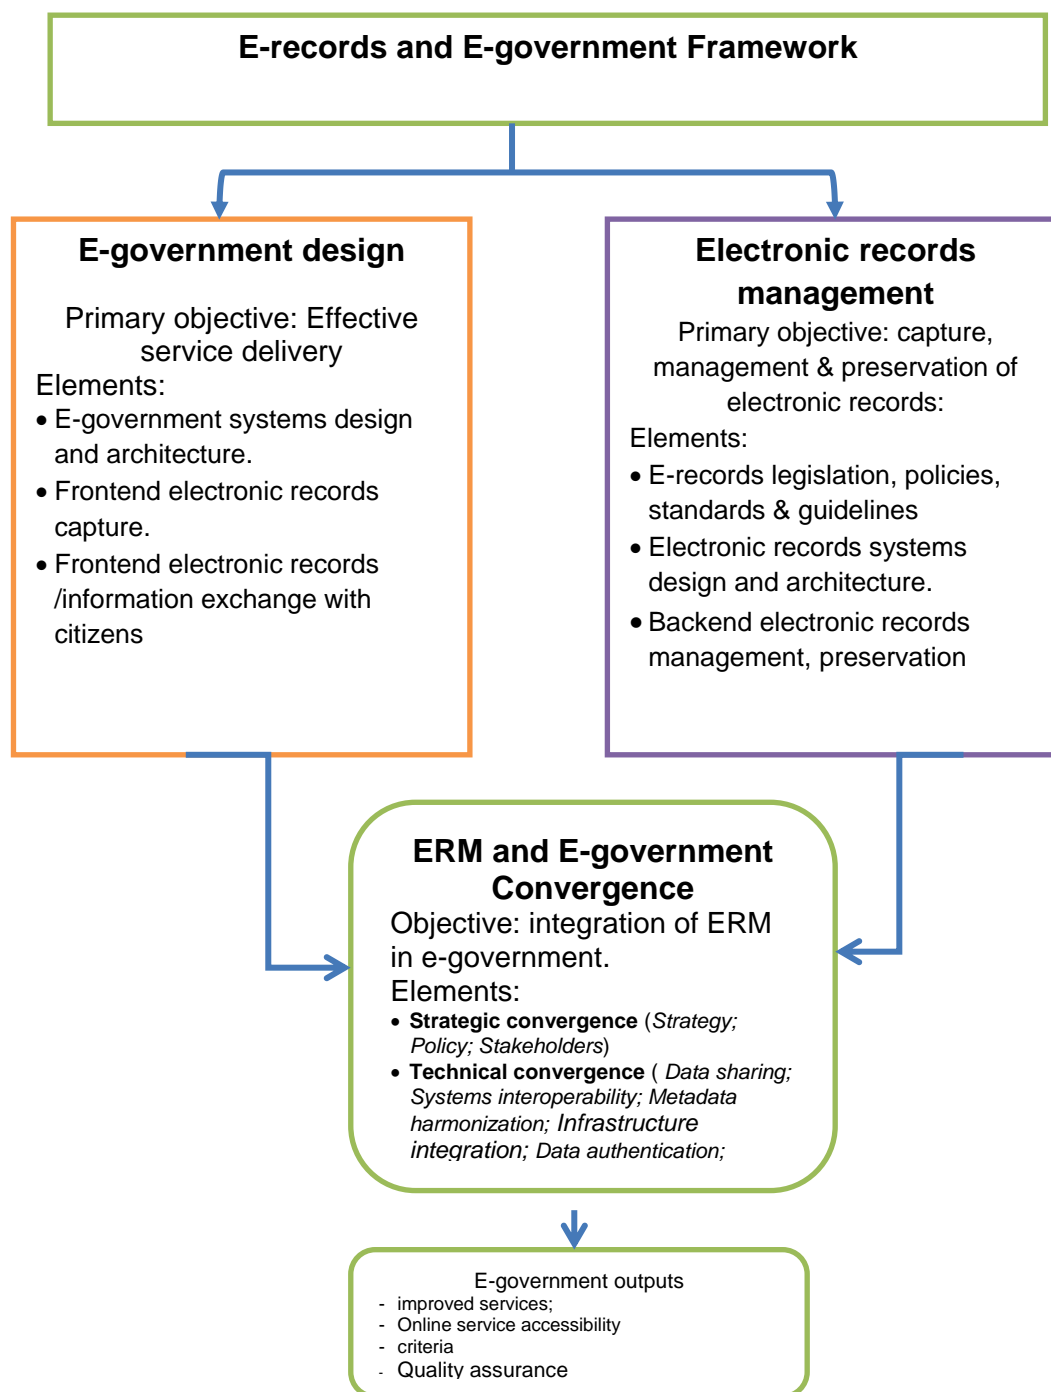 E-records and E-government Framework
E-government design
Primary objective: Effective
service delivery
Elements:
• E-government systems design
and architecture.
• Frontend electronic records
capture.
• Frontend electronic records
/information exchange with
citizens
Electronic records
management
Primary objective: capture,
management & preservation of
electronic records:
Elements:
• E-records legislation, policies,
standards & guidelines
• Electronic records systems
design and architecture.
• Backend electronic records
management, preservation
ERM and E-government
Convergence
Objective: integration of ERM
in e-government.
Elements:
• Strategic convergence (Strategy;
Policy; Stakeholders)
• Technical convergence ( Data sharing;
Systems interoperability; Metadata
harmonization; Infrastructure
integration; Data authentication;
E-government outputs
- improved services;
- Online service accessibility
- criteria
- Quality assurance